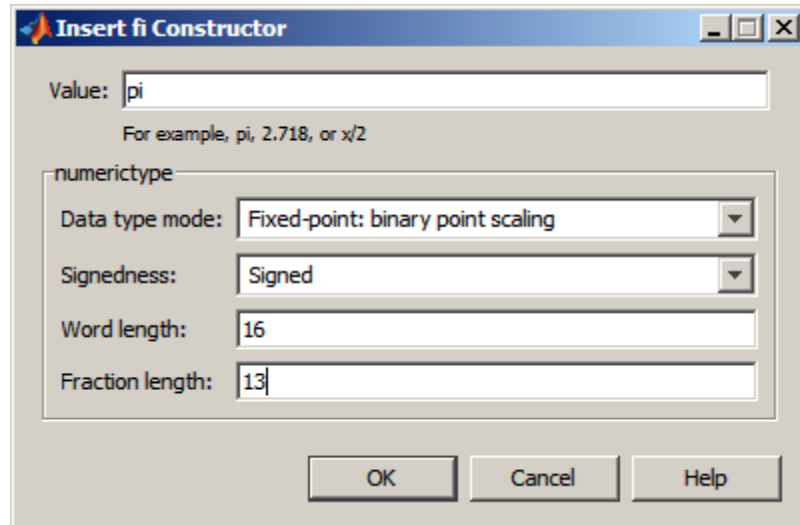 Insert fi Constructor
Value: pi
For example, pi, 2.718, or x/2
numerictype
Data type mode: Fixed-point: binary point scaling
Signedness: Signed
Word length: 16
Fraction length: 13
OK Cancel Help